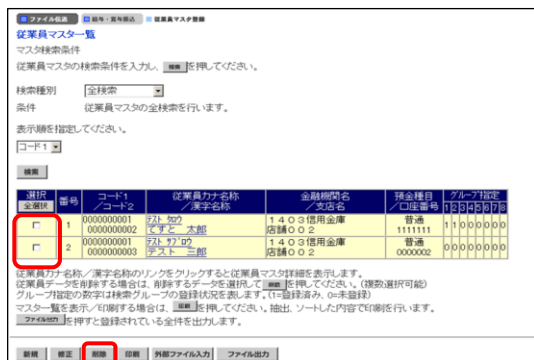 ファイル伝送 給与・賞与振込 従業員マスタ登録
従業員マスター覧
マスタ検索条件
従業員マスタの検索条件を入力し、 検索 を押してください。
検索種別 全検索
条件 従業員マスタの全検索を行います。
表示順を指定してください。
コード1
検索
選択 全選択 番号 コード1 /コード2 従業員カナ名称 /漢字名称 金融機関名 /支店名 預金種目 /口座番号 グループ指定 1 2 3 4 5 6 7 8
1 0000000001 ﾃｽﾄ ﾀﾛｳ 1403信用金庫 普通 1 1 0 0 0 0 0 0
0000000002 てすと 太郎 店舗002 1111111
2 0000000001 ﾃｽﾄ ｻﾌﾞﾛｳ 1403信用金庫 普通 0 0 0 0 0 0 0 0
0000000003 テスト 三郎 店舗002 0000002
従業員カナ名称/漢字名称のリンクをクリックすると従業員マスタ詳細を表示します。
従業員データを削除する場合は、削除するデータを選択して 削除 を押してください。(複数選択可能)
グループ指定の数字は検索グループの登録状況を表します。(1=登録済み、0=未登録)
マスター覧を表示/印刷する場合は、 印刷 を押してください。抽出、ソートした内容で印刷を行います。
ファイル出力 を押すと登録されている全件を出力します。
新規 修正 削除 印刷 外部ファイル入力 ファイル出力